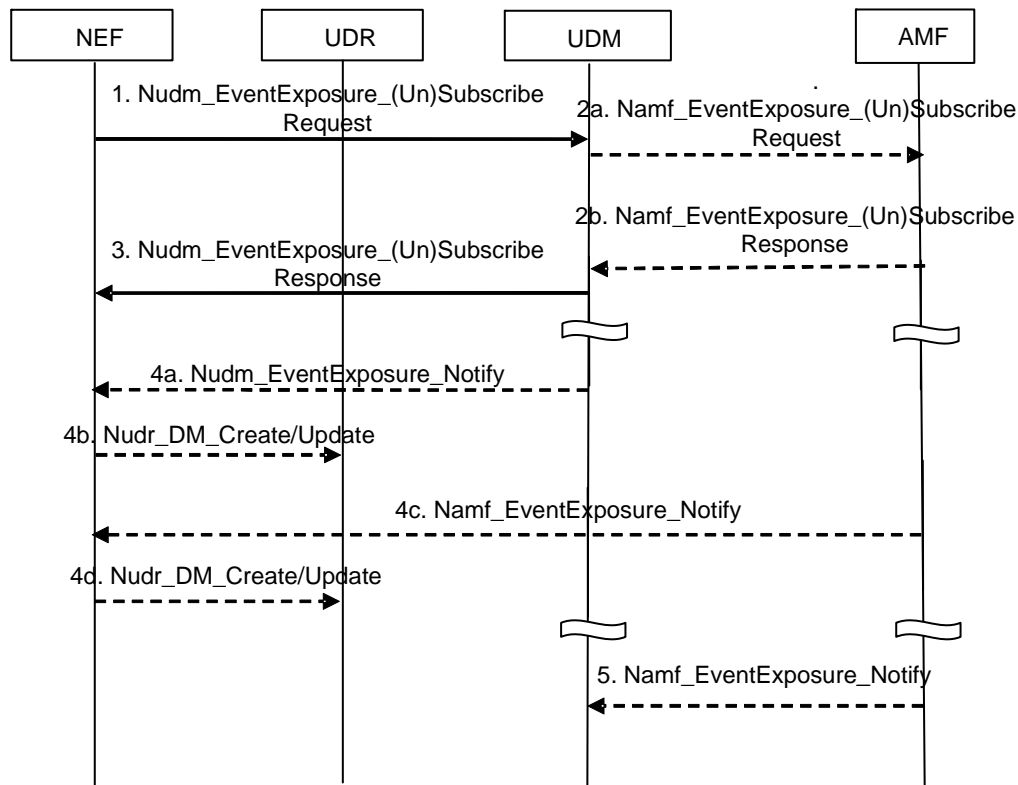 NEF
UDR
UDM
AMF
1. Nudm_EventExposure_(Un)Subscribe
Request
.
2a. Namf_EventExposure_(Un)Subscribe
Request
2b. Namf_EventExposure_(Un)Subscribe
Response
3. Nudm_EventExposure_(Un)Subscribe
Response
4a. Nudm_EventExposure_Notify
4b. Nudr_DM_Create/Update
4c. Namf_EventExposure_Notify
4d. Nudr_DM_Create/Update
5. Namf_EventExposure_Notify